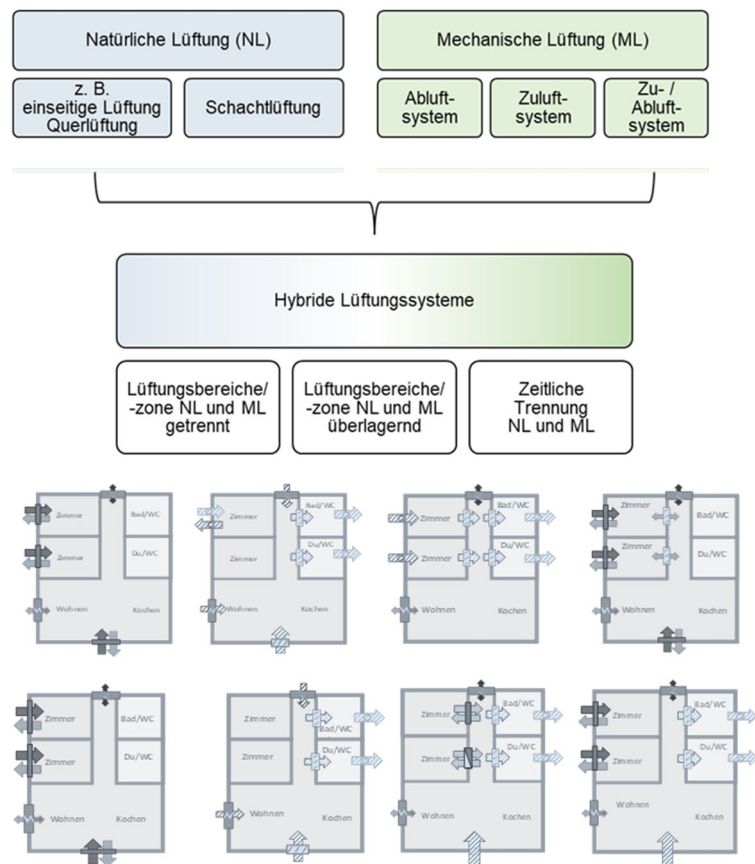 Natürliche Lüftung (NL)
Mechanische Lüftung (ML)
z. B.
einseitige Lüftung
Querlüftung
Schachtlüftung
Abluft-
system
Zuluft-
system
Zu- /
Abluft-
system
Hybride Lüftungssysteme
Lüftungsbereiche/
-zone NL und ML
getrennt
Lüftungsbereiche/
-zone NL und ML
überlagernd
Zeitliche
Trennung
NL und ML
Zimmer
Bad/WC
Zimmer
Du/WC
Wohnen
Kochen
Zimmer
Bad/WC
Zimmer
Du/WC
Wohnen
Kochen
Zimmer
Bad/WC
Zimmer
Du/WC
Wohnen
Kochen
Zimmer
Bad/WC
Zimmer
Du/WC
Wohnen
Kochen
Zimmer
Bad/WC
Zimmer
Du/WC
Wohnen
Kochen
Zimmer
Bad/WC
Zimmer
Du/WC
Wohnen
Kochen
Zimmer
Bad/WC
Zimmer
Du/WC
Wohnen
Kochen
Zimmer
Bad/WC
Zimmer
Du/WC
Wohnen
Kochen